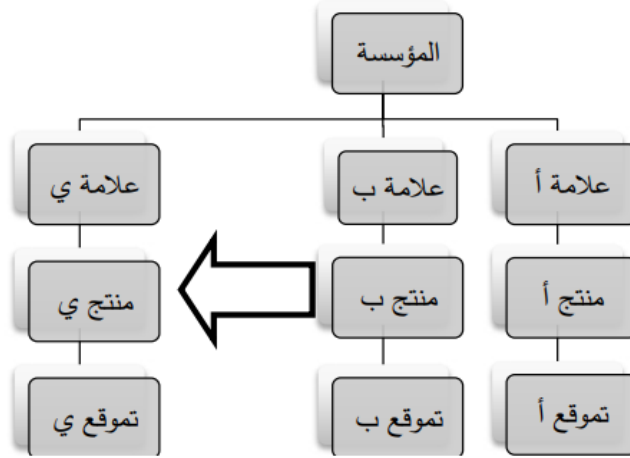 المؤسسة
علامة أ
علامة ب
علامة ي
منتج أ
منتج ب
منتج ي
تموقع أ
تموقع ب
تموقع ي